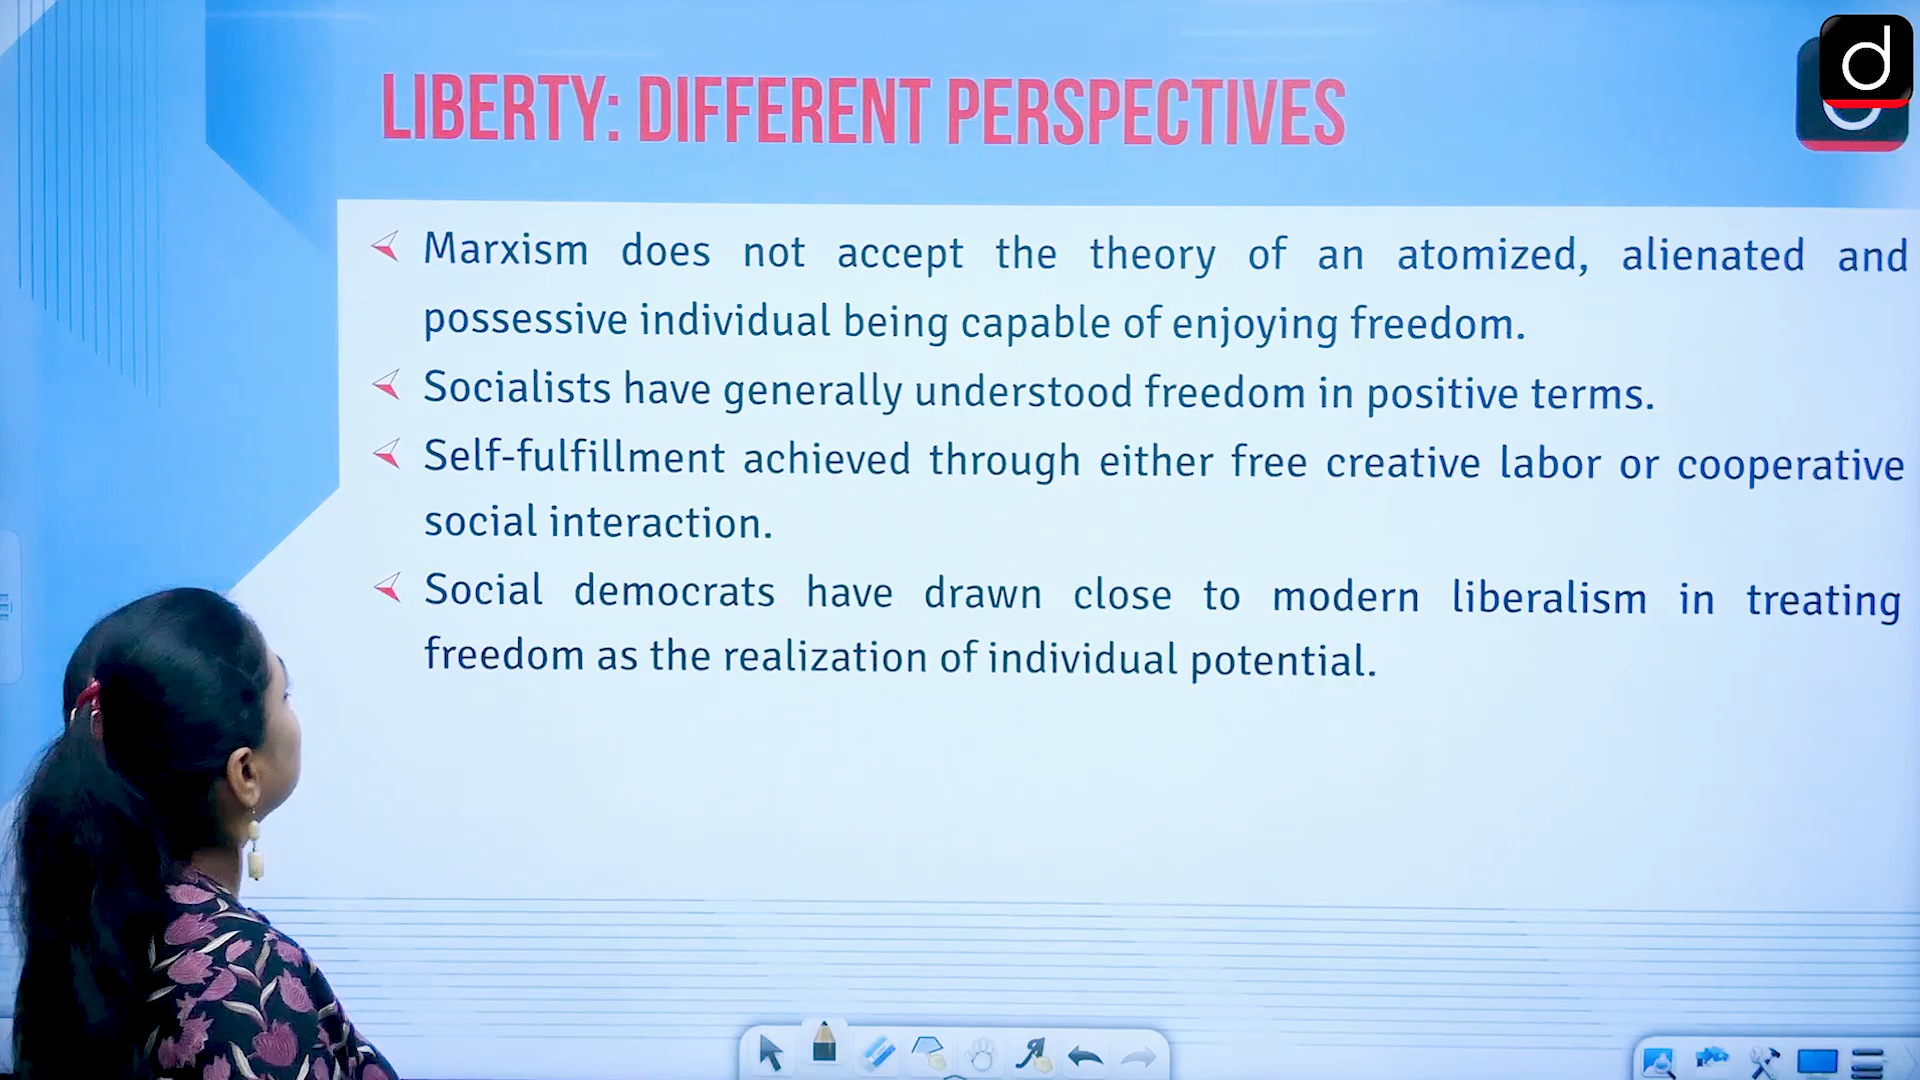 LIBERTY: DIFFERENT PERSPECTIVES
d
Marxism does not accept the theory of an atomized, alienated and
possessive individual being capable of enjoying freedom.
Socialists have generally understood freedom in positive terms.
Self-fulfillment achieved through either free creative labor or cooperative
social interaction.
Social democrats have drawn close to modern liberalism in treating
freedom as the realization of individual potential.